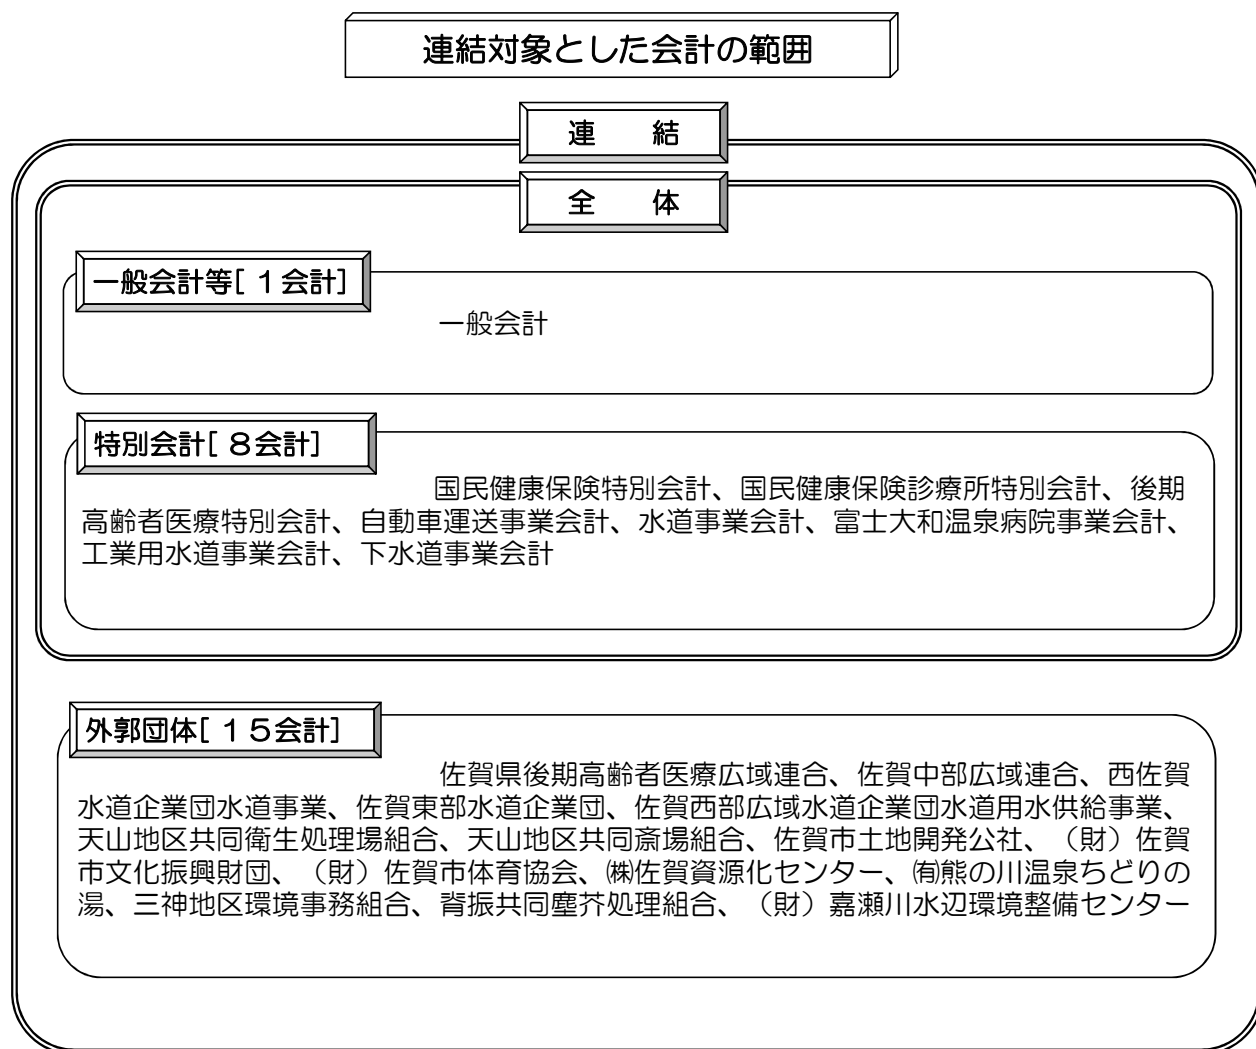 連結対象とした会計の範囲
連　　結
全　　体
一般会計等[ １会計]
一般会計
特別会計[ ８会計]
国民健康保険特別会計、国民健康保険診療所特別会計、後期
高齢者医療特別会計、自動車運送事業会計、水道事業会計、富士大和温泉病院事業会計、
工業用水道事業会計、下水道事業会計
外郭団体[ １５会計]
佐賀県後期高齢者医療広域連合、佐賀中部広域連合、西佐賀
水道企業団水道事業、佐賀東部水道企業団、佐賀西部広域水道企業団水道用水供給事業、
天山地区共同衛生処理場組合、天山地区共同斎場組合、佐賀市土地開発公社、（財）佐賀
市文化振興財団、（財）佐賀市体育協会、㈱佐賀資源化センター、㈲熊の川温泉ちどりの
湯、三神地区環境事務組合、脊振共同塵芥処理組合、（財）嘉瀬川水辺環境整備センター